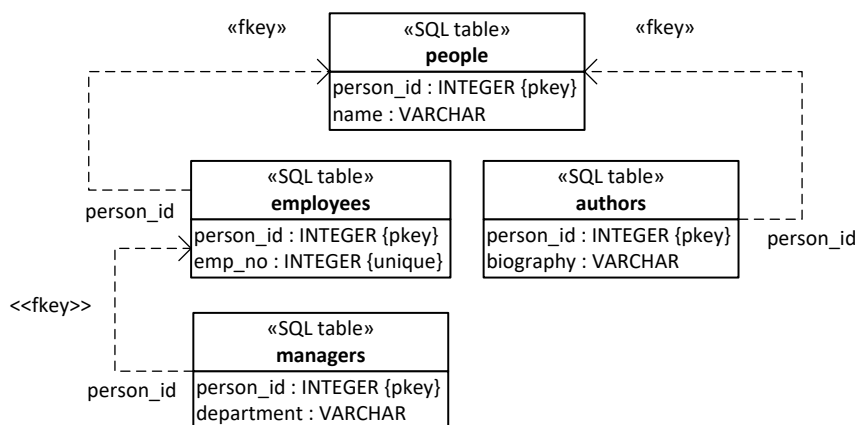 «fkey»
«SQL table»
people
«fkey»
person_id : INTEGER {pkey}
name : VARCHAR
«SQL table»
employees
person_id
person_id : INTEGER {pkey}
emp_no : INTEGER {unique}
«SQL table»
authors
person_id : INTEGER {pkey}
biography : VARCHAR
person_id
<<fkey>>
«SQL table»
managers
person_id
person_id : INTEGER {pkey}
department : VARCHAR